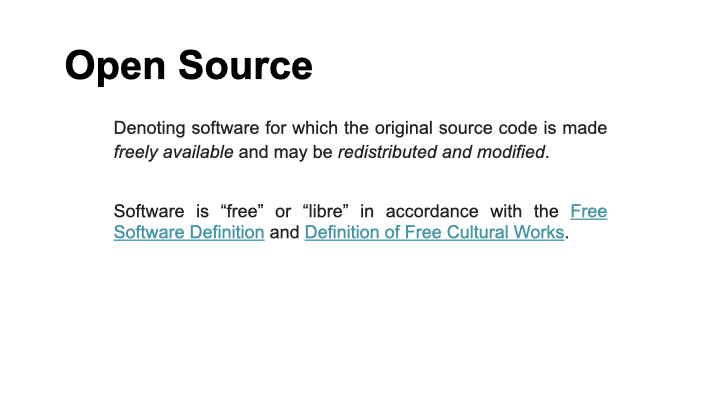 Open Source
Denoting software for which the original source code is made
freely available and may be redistributed and modified.
Software is “free” or “libre” in accordance with the Free
Software Definition and Definition of Free Cultural Works.